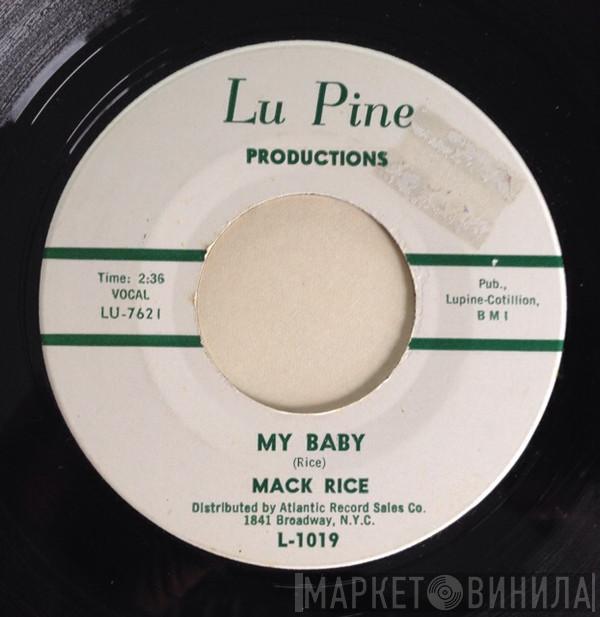 Lu Pine
PRODUCTIONS
Time: 2:36
VOCAL
LU-7621
Pub.,
Lupine-Cotillion,
BMI
MY BABY
(Rice)
MACK RICE
Distributed by Atlantic Record Sales Co.
1841 Broadway, N.Y.C.
L-1019
МАРКЕТ ВИНИЛА